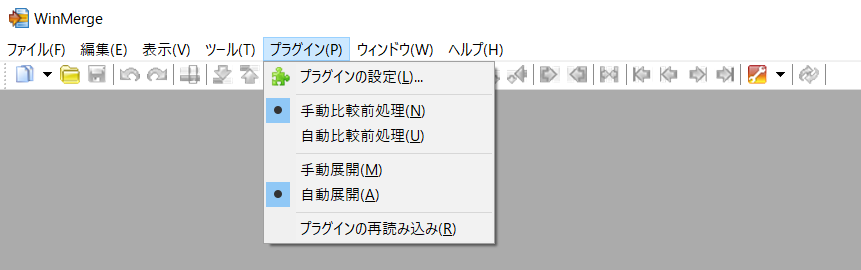 WinMerge
ファイル(F) 編集(E) 表示(V) ツール(T) プラグイン(P) ウィンドウ(W) ヘルプ(H)
プラグインの設定(L)...
手動比較前処理(N)
自動比較前処理(U)
手動展開(M)
自動展開(A)
プラグインの再読み込み(R)